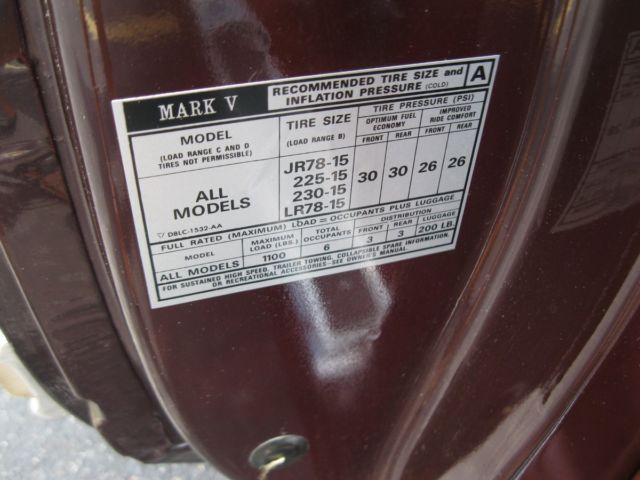 MARK V
RECOMMENDED TIRE SIZE and
INFLATION PRESSURE (COLD)
A
MODEL
(LOAD RANGE C AND D
TIRES NOT PERMISSIBLE)
TIRE SIZE
(LOAD RANGE B)
TIRE PRESSURE (PSI)
OPTIMUM FUEL
ECONOMY
IMPROVED
RIDE COMFORT
FRONT REAR FRONT REAR
ALL
MODELS
JR78-15
225-15
230-15
LR78-15
30 30 26 26
▽ D8LC-1532-AA
FULL RATED (MAXIMUM) LOAD = OCCUPANTS PLUS LUGGAGE
MODEL
MAXIMUM
LOAD (LBS.)
TOTAL
OCCUPANTS
DISTRIBUTION
FRONT REAR LUGGAGE
ALL MODELS 1100 6 3 3 200 LB.
FOR SUSTAINED HIGH SPEED, TRAILER TOWING, COLLAPSIBLE SPARE INFORMATION,
OR RECREATIONAL ACCESSORIES—SEE OWNER'S MANUAL.